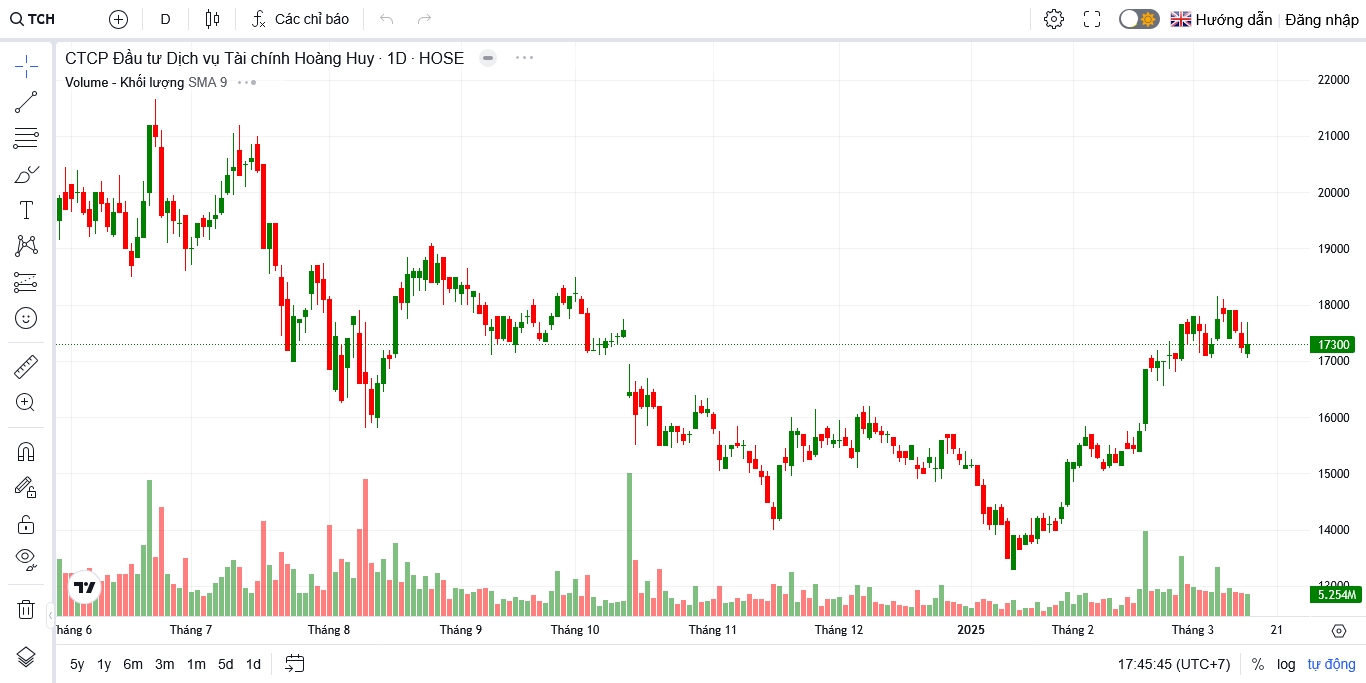 TCH D Các chỉ báo Hướng dẫn Đăng nhập
CTCP Đầu tư Dịch vụ Tài chính Hoàng Huy · 1D · HOSE
Volume - Khối lượng SMA 9
22000
21000
20000
19000
18000
17300
17000
16000
15000
14000
13000
5.254M
háng 6 Tháng 7 Tháng 8 Tháng 9 Tháng 10 Tháng 11 Tháng 12 2025 Tháng 2 Tháng 3 21
5y 1y 6m 3m 1m 5d 1d 17:45:45 (UTC+7) % log tự động